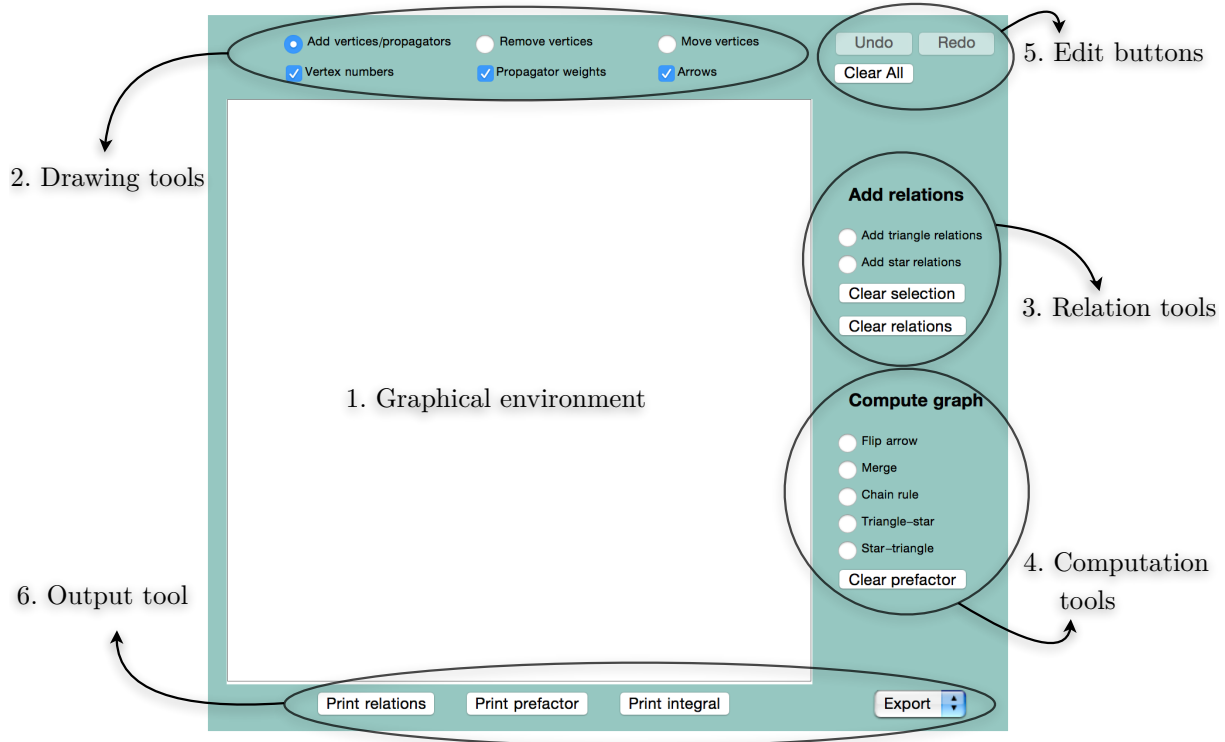 Add vertices/propagators Remove vertices Move vertices
Vertex numbers Propagator weights Arrows
Undo Redo
Clear All
5. Edit buttons
2. Drawing tools
Add relations
Add triangle relations
Add star relations
Clear selection
Clear relations
3. Relation tools
1. Graphical environment
Compute graph
Flip arrow
Merge
Chain rule
Triangle–star
Star–triangle
Clear prefactor
4. Computation
tools
6. Output tool
Print relations Print prefactor Print integral Export